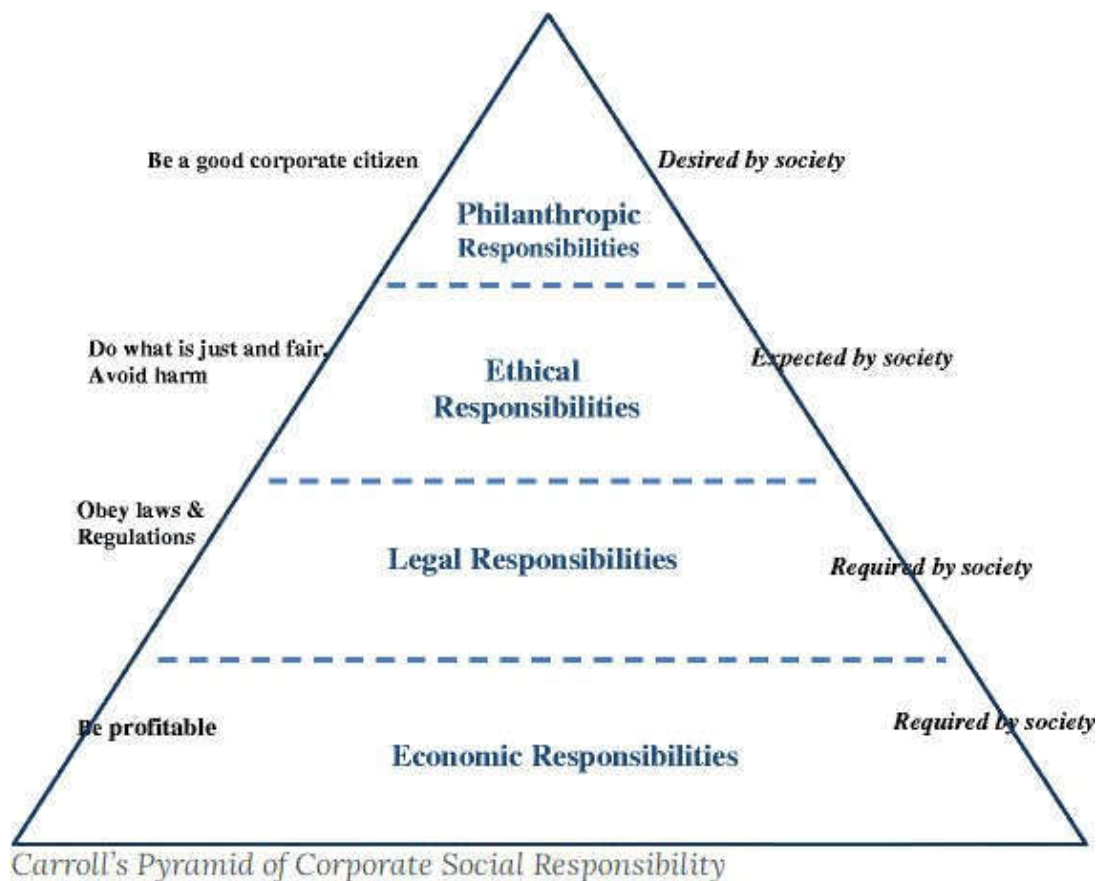 Be a good corporate citizen
Desired by society
Philanthropic
Responsibilities
Do what is just and fair,
Avoid harm
Expected by society
Ethical
Responsibilities
Obey laws &
Regulations
Legal Responsibilities
Required by society
Be profitable
Required by society
Economic Responsibilities
Carroll's Pyramid of Corporate Social Responsibility